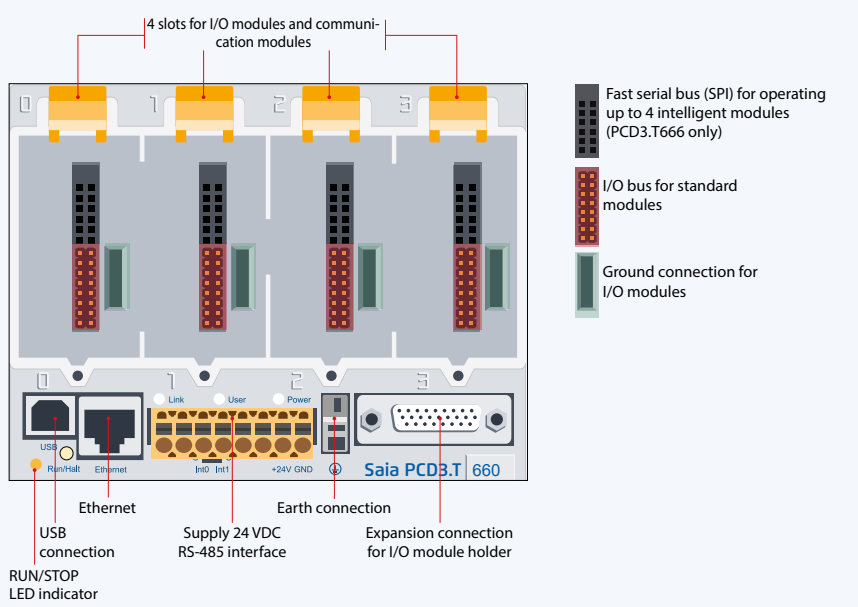 4 slots for I/O modules and communi-
cation modules
0 1 2 3
Fast serial bus (SPI) for operating
up to 4 intelligent modules
(PCD3.T666 only)
I/O bus for standard
modules
Ground connection for
I/O modules
0 1 2 3
Link User Power
USB
Run/Halt Ethernet Int0 Int1 +24V GND
Saia PCD3.T 660
Ethernet
Earth connection
USB
connection
Supply 24 VDC
RS-485 interface
Expansion connection
for I/O module holder
RUN/STOP
LED indicator